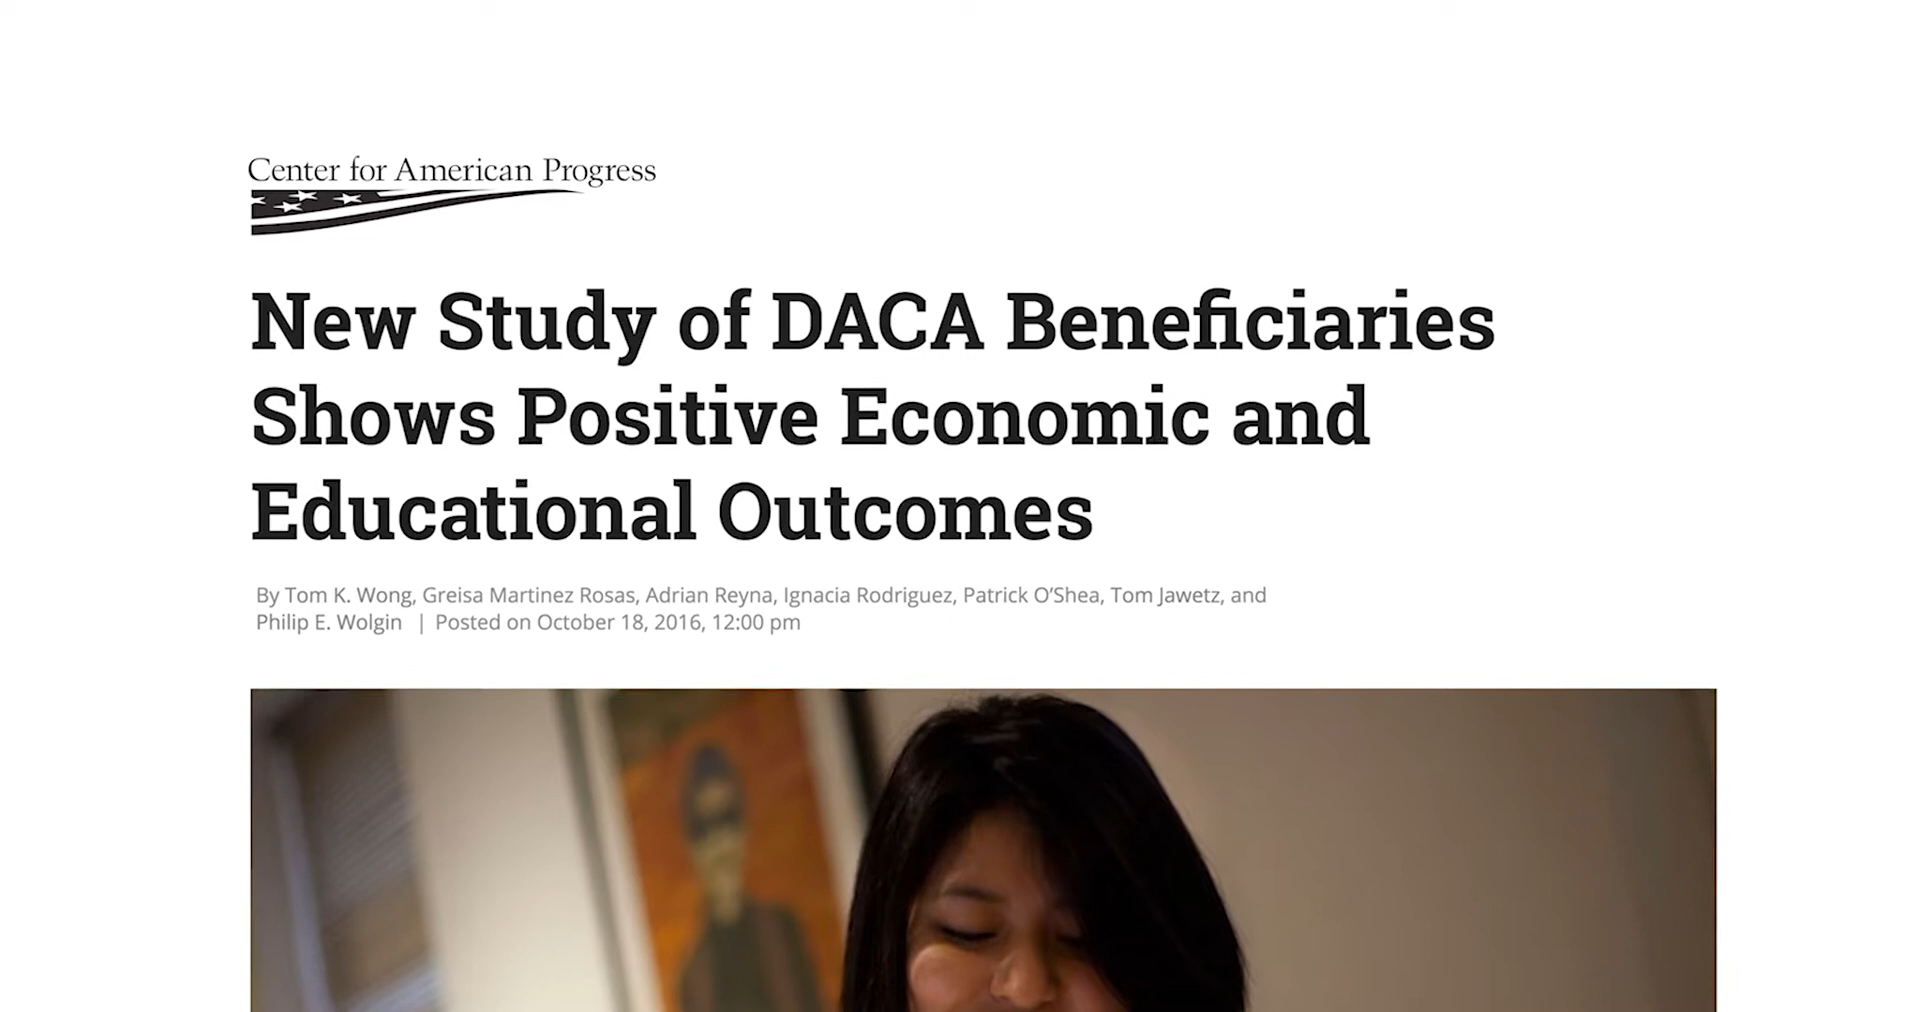 Center for American Progress
New Study of DACA Beneficiaries
Shows Positive Economic and
Educational Outcomes
By Tom K. Wong, Greisa Martinez Rosas, Adrian Reyna, Ignacia Rodriguez, Patrick O’Shea, Tom Jawetz, and
Philip E. Wolgin | Posted on October 18, 2016, 12:00 pm